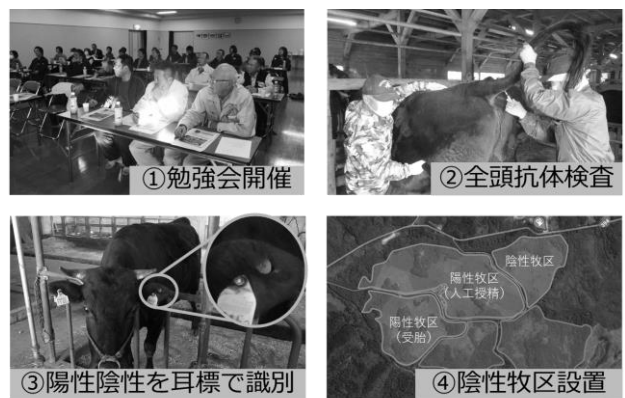 ①勉強会開催
②全頭抗体検査
③陽性陰性を耳標で識別
陰性牧区
陽性牧区
（人工授精）
陽性牧区
（受胎）
④陰性牧区設置